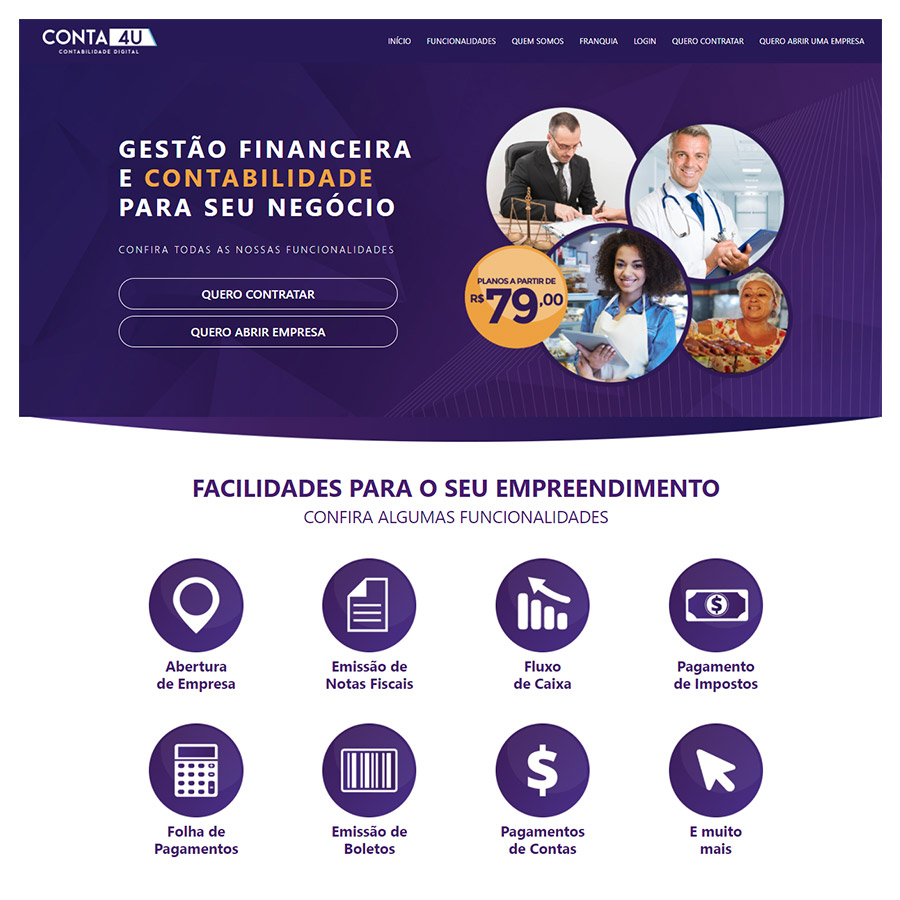 CONTA 4U
CONTABILIDADE DIGITAL
INÍCIO FUNCIONALIDADES QUEM SOMOS FRANQUIA LOGIN QUERO CONTRATAR QUERO ABRIR UMA EMPRESA
GESTÃO FINANCEIRA
E CONTABILIDADE
PARA SEU NEGÓCIO
CONFIRA TODAS AS NOSSAS FUNCIONALIDADES
QUERO CONTRATAR
QUERO ABRIR EMPRESA
PLANOS A PARTIR DE
R$79,00
FACILIDADES PARA O SEU EMPREENDIMENTO
CONFIRA ALGUMAS FUNCIONALIDADES
Abertura
de Empresa
Emissão de
Notas Fiscais
Fluxo
de Caixa
$
Pagamento
de Impostos
Folha de
Pagamentos
Emissão de
Boletos
$
Pagamentos
de Contas
E muito
mais